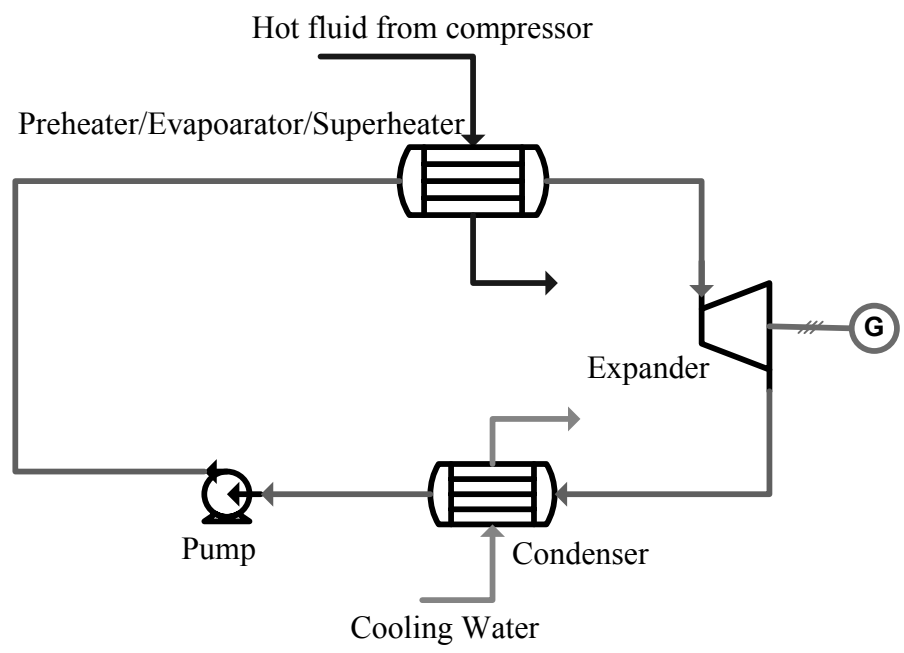 Hot fluid from compressor
Preheater/Evapoarator/Superheater
G
Expander
Pump
Condenser
Cooling Water